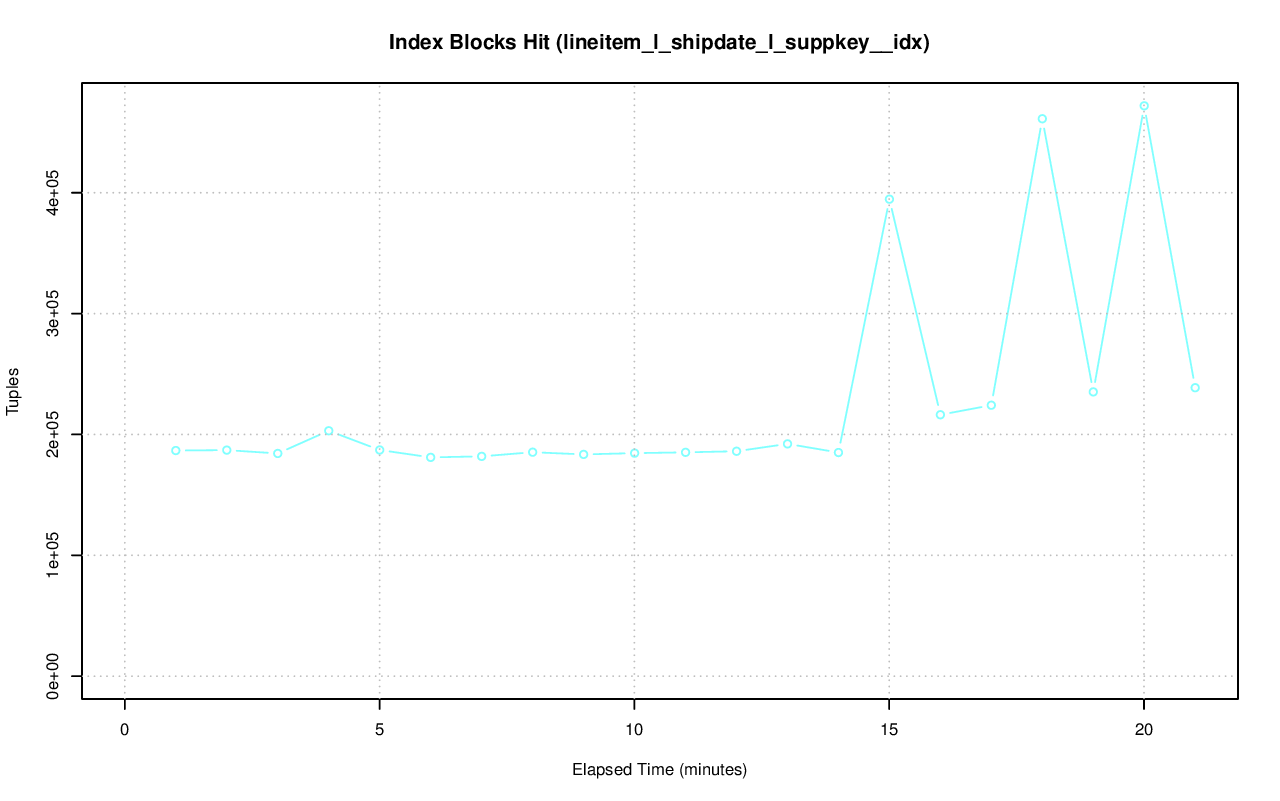 Index Blocks Hit (lineitem_l_shipdate_l_suppkey__idx)
Tuples
4e+05
3e+05
2e+05
1e+05
0e+00
0 5 10 15 20
Elapsed Time (minutes)